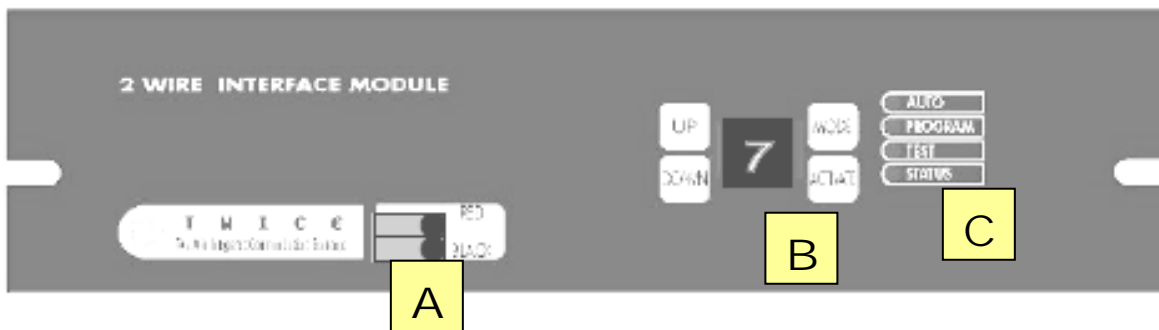 2 WIRE INTERFACE MODULE
UP
7
MODE
DOWN
ACTIVATE
AUTO
PROGRAM
TEST
STATUS
T W I C e
RED
BLACK
A
B
C